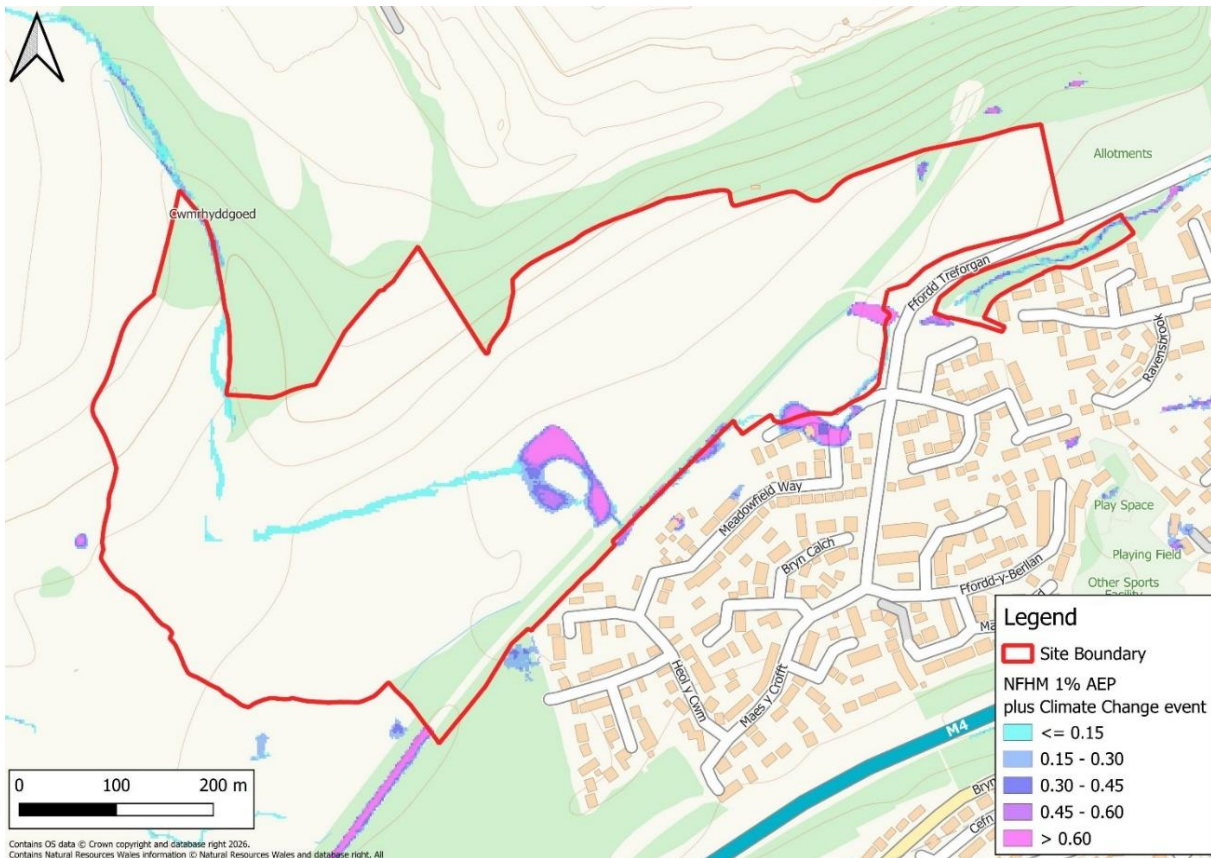 Cwmrhyddgoed
Allotments
Ffordd Treforgan
Ravensbrook
Meadowfield Way
Bryn Calch
Play Space
Playing Field
Other Sports
Facility
Ffordd-y-Berllan
Heol y Cwm
Maes y Crofft
M4
Cefn
Legend
Site Boundary
NFHM 1% AEP
plus Climate Change event
<= 0.15
0.15 - 0.30
0.30 - 0.45
0.45 - 0.60
> 0.60
0 100 200 m
Contains OS data © Crown copyright and database right 2026.
Contains Natural Resources Wales information © Natural Resources Wales and database right. All